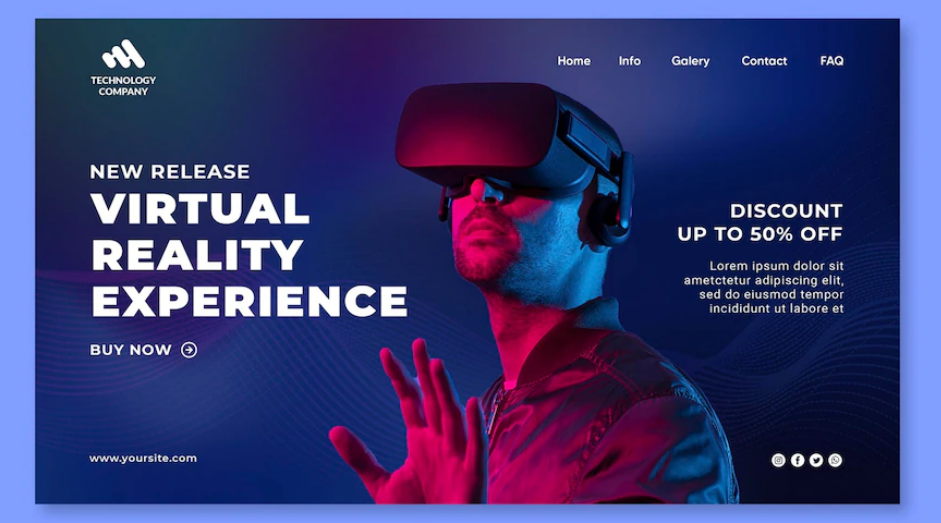 TECHNOLOGY
COMPANY
Home Info Galery Contact FAQ
NEW RELEASE
VIRTUAL
REALITY
EXPERIENCE
BUY NOW
DISCOUNT
UP TO 50% OFF
Lorem ipsum dolor sit
ametctetur adipiscing elit,
sed do eiusmod tempor
incididunt ut labore et
www.yoursite.com